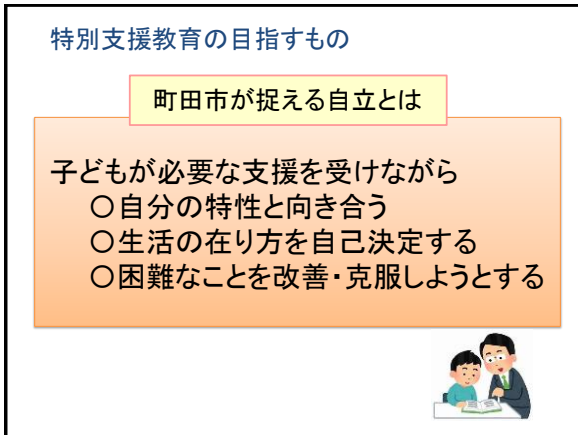 特別支援教育の目指すもの
町田市が捉える自立とは
子どもが必要な支援を受けながら
〇自分の特性と向き合う
〇生活の在り方を自己決定する
〇困難なことを改善・克服しようとする